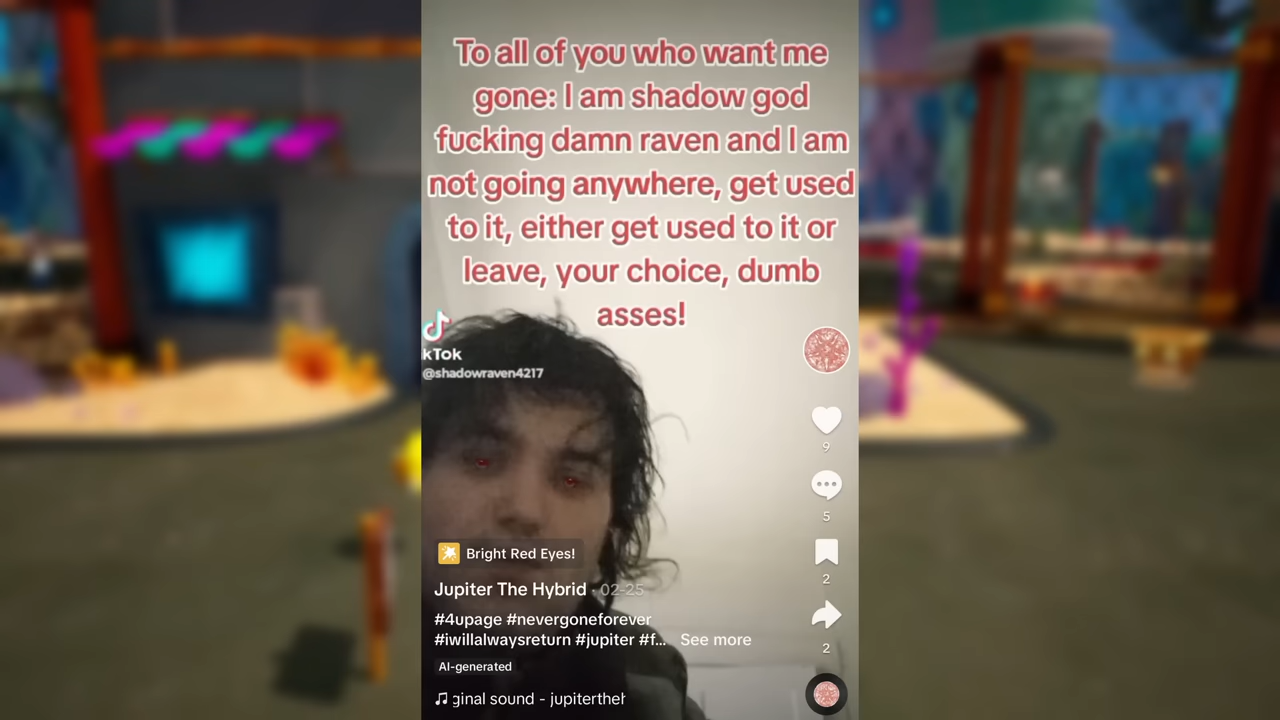 To all of you who want me
gone: I am shadow god
fucking damn raven and I am
not going anywhere, get used
to it, either get used to it or
leave, your choice, dumb
asses!
kTok
@shadowraven4217
9
5
2
2
Bright Red Eyes!
Jupiter The Hybrid · 02-25
#4upage #nevergoneforever
#iwillalwaysreturn #jupiter #f... See more
AI-generated
ginal sound - jupitertheh